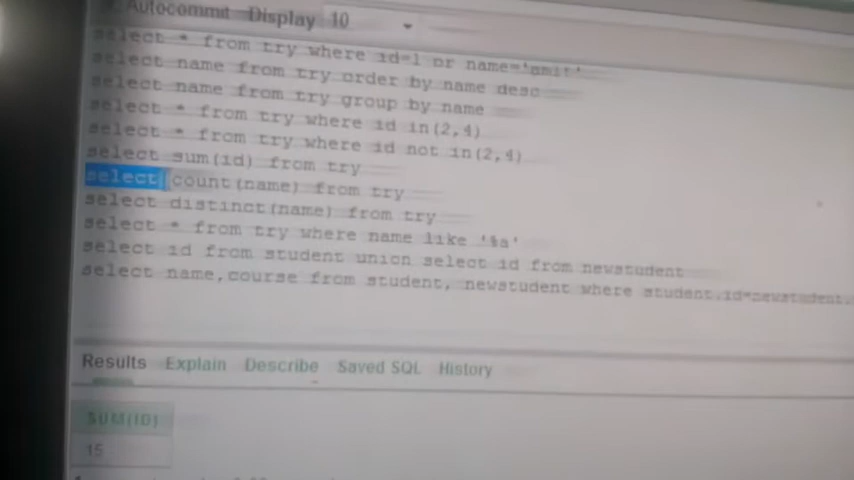 Autocommit Display 10
select * from try where id=1 or name='amit'
select name from try order by name desc
select name from try group by name
select * from try where id in(2,4)
select * from try where id not in(2,4)
select sum(id) from try
select count(name) from try
select distinct(name) from try
select * from try where name like '%a'
select id from student union select id from newstudent
select name,course from student, newstudent where student.id=newstudent.
Results Explain Describe Saved SQL History
SUM(ID)
15